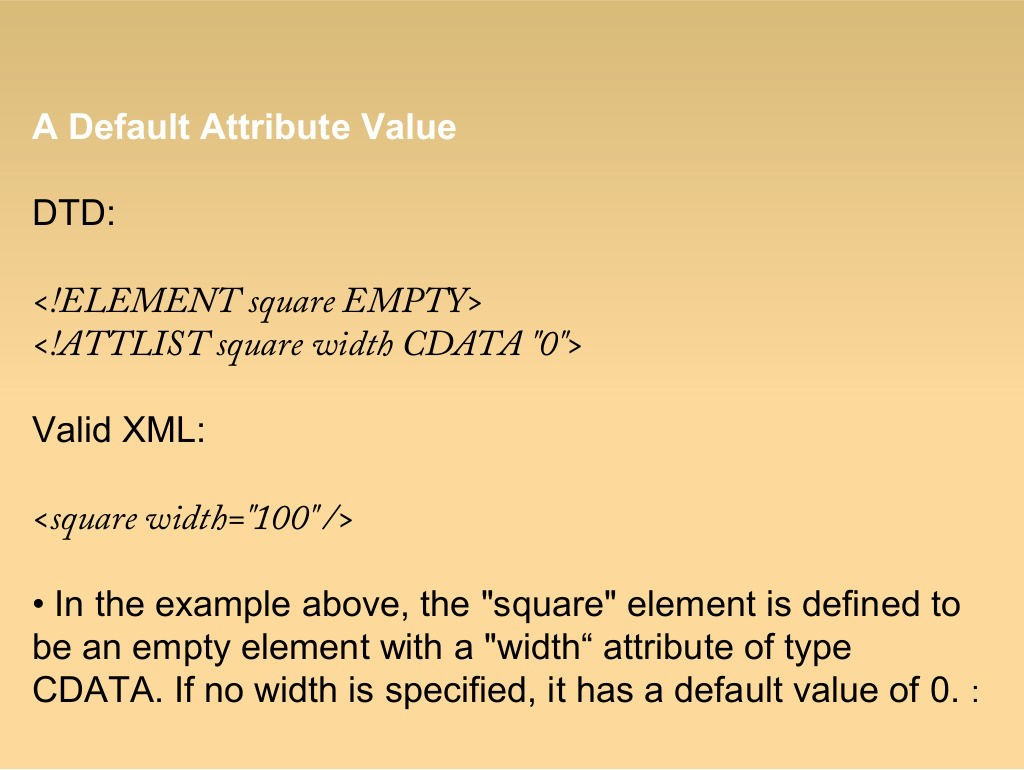 A Default Attribute Value
DTD:
<!ELEMENT square EMPTY>
<!ATTLIST square width CDATA "0">
Valid XML:
<square width="100"/>
• In the example above, the "square" element is defined to
be an empty element with a "width“ attribute of type
CDATA. If no width is specified, it has a default value of 0. :